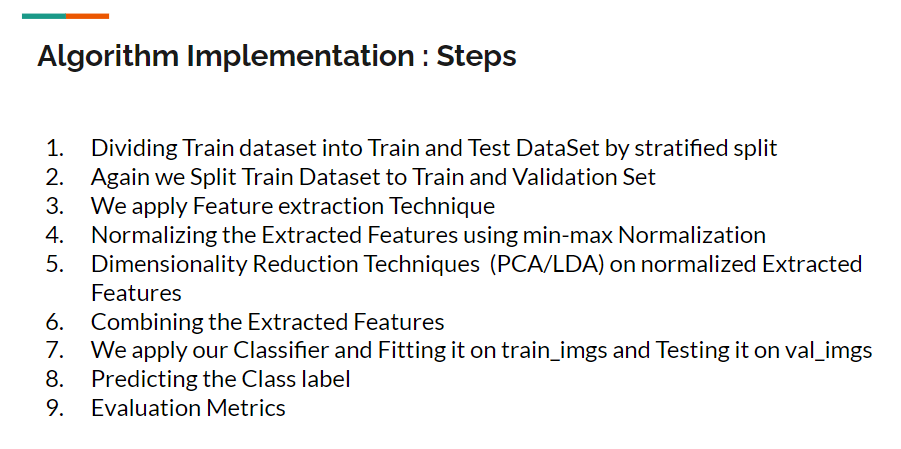 Algorithm Implementation : Steps
1. Dividing Train dataset into Train and Test DataSet by stratified split
2. Again we Split Train Dataset to Train and Validation Set
3. We apply Feature extraction Technique
4. Normalizing the Extracted Features using min-max Normalization
5. Dimensionality Reduction Techniques (PCA/LDA) on normalized Extracted
Features
6. Combining the Extracted Features
7. We apply our Classifier and Fitting it on train_imgs and Testing it on val_imgs
8. Predicting the Class label
9. Evaluation Metrics